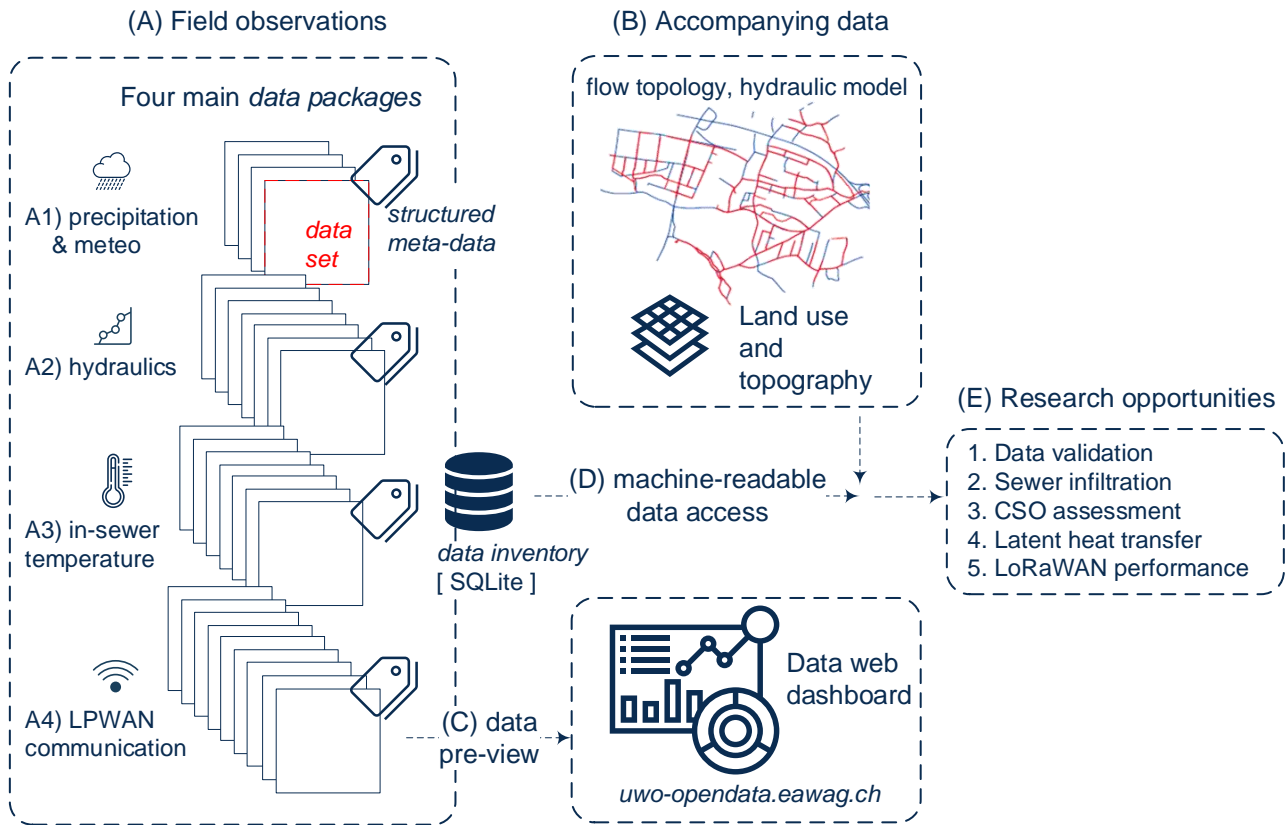 (A) Field observations
Four main data packages
A1) precipitation
& meteo
data
set
structured
meta-data
A2) hydraulics
A3) in-sewer
temperature
A4) LPWAN
communication
data inventory
[ SQLite ]
(B) Accompanying data
flow topology, hydraulic model
Land use
and
topography
(D) machine-readable
data access
(C) data
pre-view
Data web
dashboard
uwo-opendata.eawag.ch
(E) Research opportunities
1. Data validation
2. Sewer infiltration
3. CSO assessment
4. Latent heat transfer
5. LoRaWAN performance